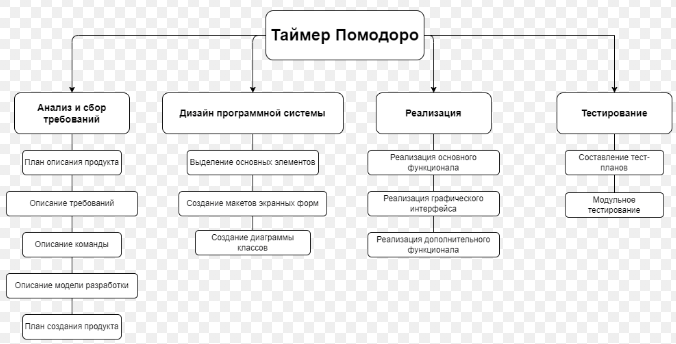 Таймер Помодоро
Анализ и сбор
требований
Дизайн программной системы
Реализация
Тестирование
План описания продукта
Выделение основных элементов
Реализация основного
функционала
Составление тест-
планов
Описание требований
Создание макетов экранных форм
Реализация графического
интерфейса
Модульное
тестирование
Описание команды
Создание диаграммы
классов
Реализация дополнительного
функционала
Описание модели разработки
План создания продукта